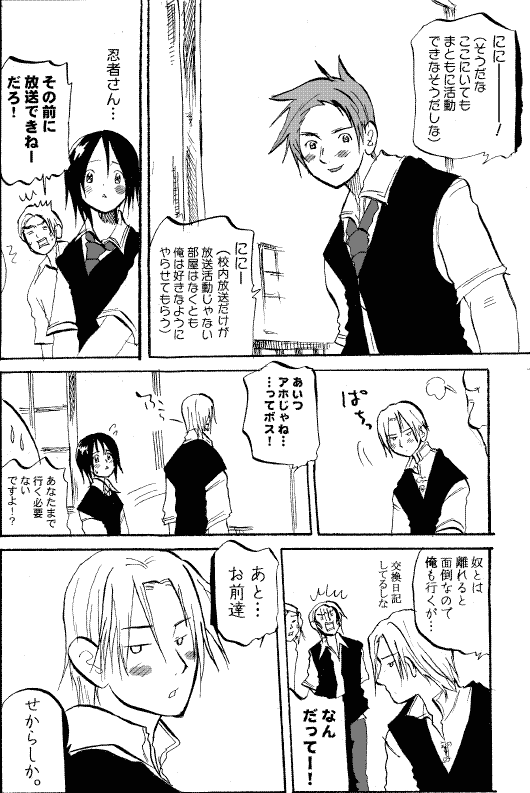 ににーーー！
（そうだな
ここにいても
まともに活動
できなそうだしな）
ににー
（校内放送だけが
放送活動じゃない
部屋はなくとも
俺は好きなように
やらせてもらう）
忍者さん…
その前に
放送できねー
だろ！
ぱちっ
あいつ
アホじゃね…
…ってボス！
あなたまで
行く必要
ない
ですよ！？
奴とは
離れると
面倒なので
俺も行くが…
交換日記
してるしな
なん
だってー！
あと…
お前達
せからしか。